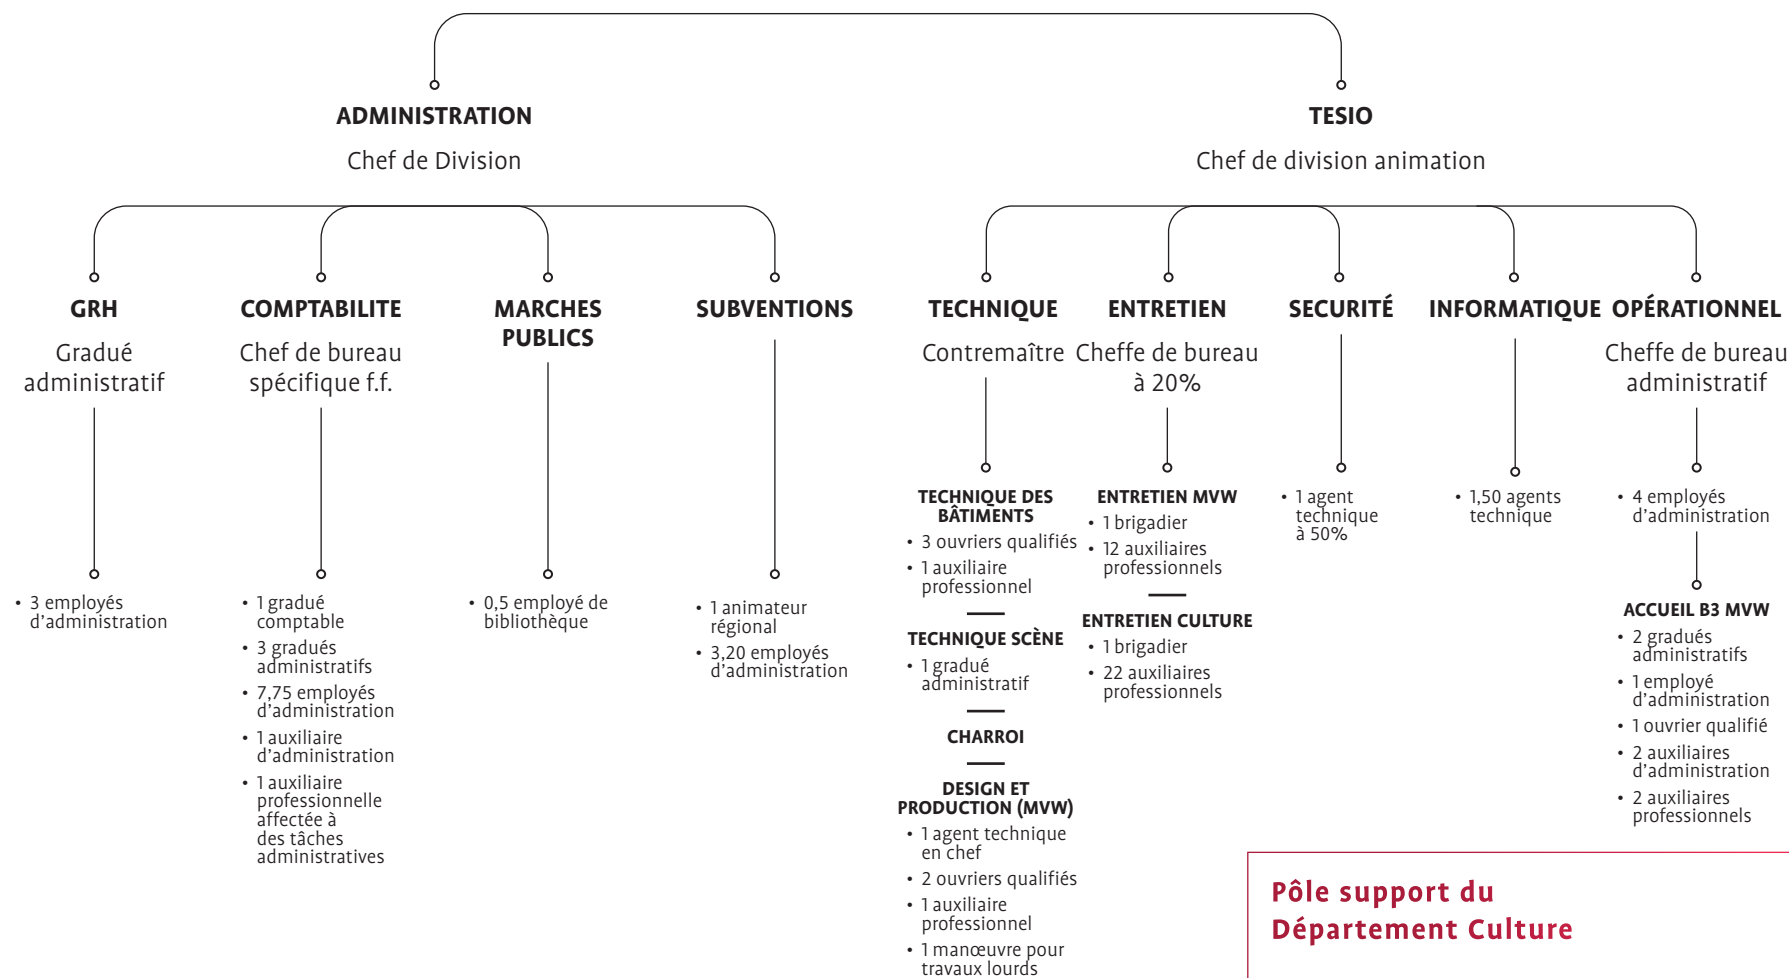 ADMINISTRATION
Chef de Division
TESIO
Chef de division animation
GRH
Gradué
administratif
• 3 employés
d’administration
COMPTABILITE
Chef de bureau
spécifique f.f.
• 1 gradué
comptable
• 3 gradués
administratifs
• 7,75 employés
d’administration
• 1 auxiliaire
d’administration
• 1 auxiliaire
professionnelle
affectée à
des tâches
administratives
MARCHES
PUBLICS
• 0,5 employé de
bibliothèque
SUBVENTIONS
• 1 animateur
régional
• 3,20 employés
d’administration
TECHNIQUE
Contremaître
TECHNIQUE DES
BÂTIMENTS
• 3 ouvriers qualifiés
• 1 auxiliaire
professionnel
TECHNIQUE SCÈNE
• 1 gradué
administratif
CHARROI
DESIGN ET
PRODUCTION (MVW)
• 1 agent technique
en chef
• 2 ouvriers qualifiés
• 1 auxiliaire
professionnel
• 1 manœuvre pour
travaux lourds
ENTRETIEN
Cheffe de bureau
à 20%
ENTRETIEN MVW
• 1 brigadier
• 12 auxiliaires
professionnels
ENTRETIEN CULTURE
• 1 brigadier
• 22 auxiliaires
professionnels
SECURITÉ
• 1 agent
technique
à 50%
INFORMATIQUE
• 1,50 agents
technique
OPÉRATIONNEL
Cheffe de bureau
administratif
• 4 employés
d’administration
ACCUEIL B3 MVW
• 2 gradués
administratifs
• 1 employé
d’administration
• 1 ouvrier qualifié
• 2 auxiliaires
d’administration
• 2 auxiliaires
professionnels
Pôle support du
Département Culture